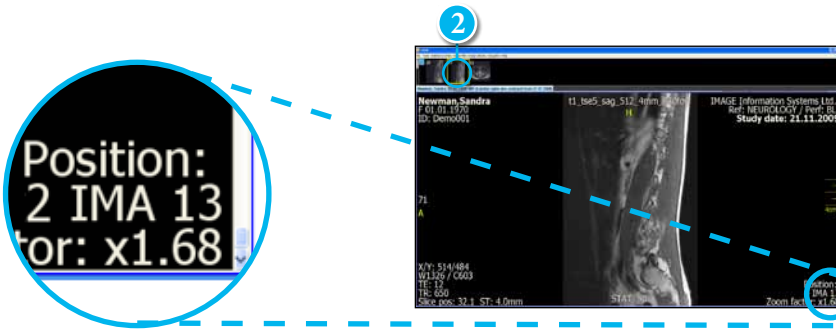 2
Newman,Sandra
F 01.01.1970
ID: Demo001
t1_tse5_sag_512_4mm
H
IMAGE Information Systems Ltd.
Ref: NEUROLOGY / Perf: BL
Study date: 21.11.2009
71
A
X/Y: 514/484
W1326 / C603
TE: 12
TR: 650
Slice pos: 32.1 ST: 4.0mm
STAT
Position:
IMA 1
Zoom factor: x1.6
Position:
2 IMA 13
tor: x1.68